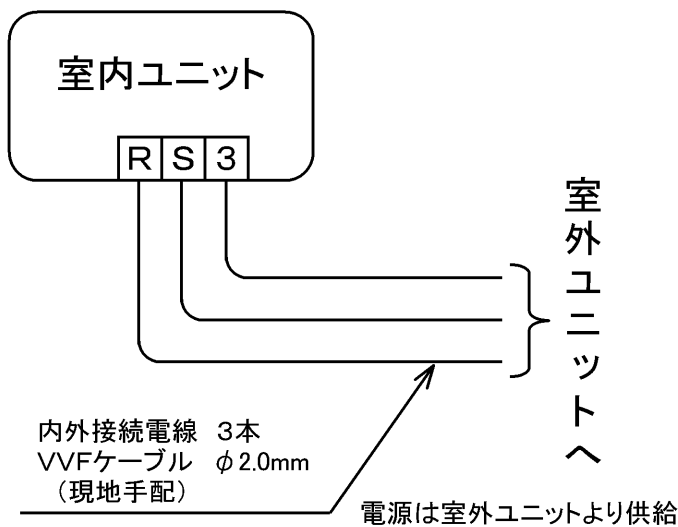 室内ユニット
R S 3
室外ユニットへ
内外接続電線 3本
VVFケーブル φ2.0mm
(現地手配)
電源は室外ユニットより供給